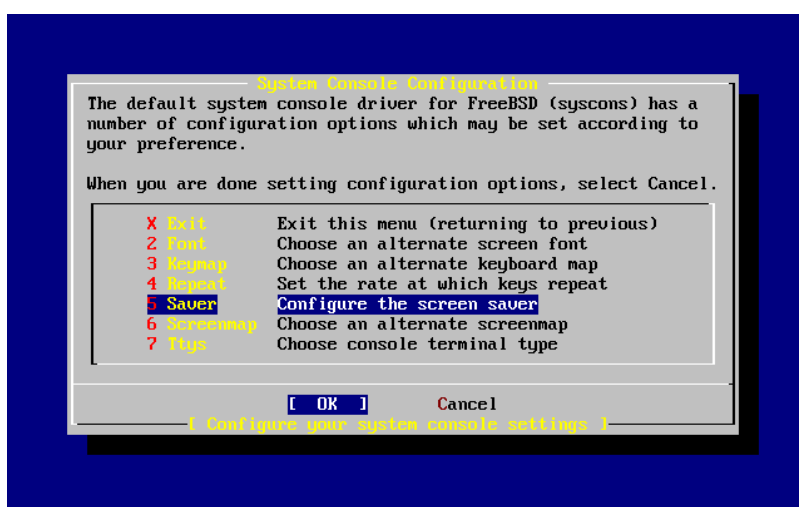 System Console Configuration
The default system console driver for FreeBSD (syscons) has a
number of configuration options which may be set according to
your preference.
When you are done setting configuration options, select Cancel.
X Exit Exit this menu (returning to previous)
2 Font Choose an alternate screen font
3 Keymap Choose an alternate keyboard map
4 Repeat Set the rate at which keys repeat
5 Saver Configure the screen saver
6 Screenmap Choose an alternate screenmap
7 Ttys Choose console terminal type
[ OK ] Cancel
[ Configure your system console settings ]